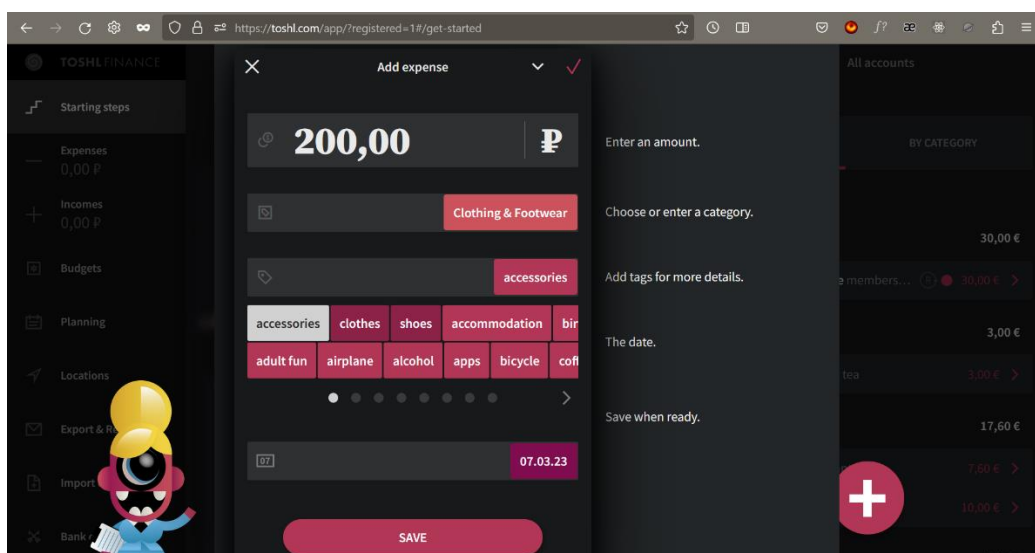 https://toshl.com/app/?registered=1#/get-started
TOSHL FINANCE
Starting steps
Expenses
0,00 ₽
Incomes
0,00 ₽
Budgets
Planning
Locations
Export & R
Import
Bank
Add expense
200,00 ₽
Clothing & Footwear
accessories
accessories clothes shoes accommodation bir
adult fun airplane alcohol apps bicycle cof
07 07.03.23
SAVE
Enter an amount.
Choose or enter a category.
Add tags for more details.
The date.
Save when ready.
All accounts
BY CATEGORY
30,00 €
members... 30,00 €
3,00 €
tea 3,00 €
17,60 €
7,60 €
10,00 €